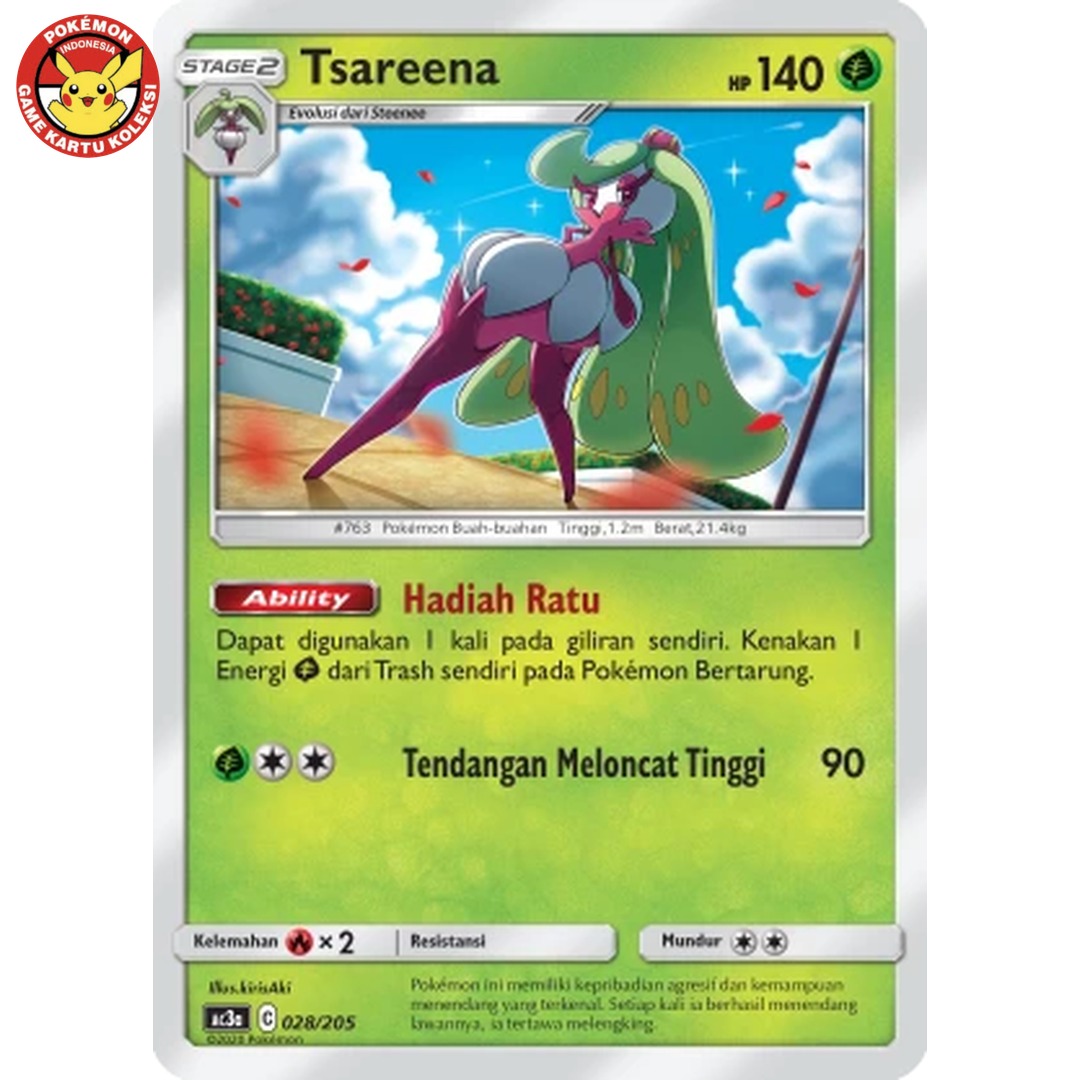 POKÉMON
INDONESIA
GAME KARTU KOLEKSI
STAGE2 Tsareena HP 140
Evolusi dari Steenee
#763 Pokémon Buah-buahan Tinggi,1.2m Berat,21.4kg
Ability Hadiah Ratu
Dapat digunakan 1 kali pada giliran sendiri. Kenakan 1
Energi dari Trash sendiri pada Pokémon Bertarung.
Tendangan Meloncat Tinggi 90
Kelemahan ×2 Resistansi Mundur
Illus.kirisAki
Pokémon ini memiliki kepribadian agresif dan kemampuan
menendang yang terkenal. Setiap kali ia berhasil menendang
lawannya, ia tertawa melengking.
AC3a C 028/205
©2020 Pokémon